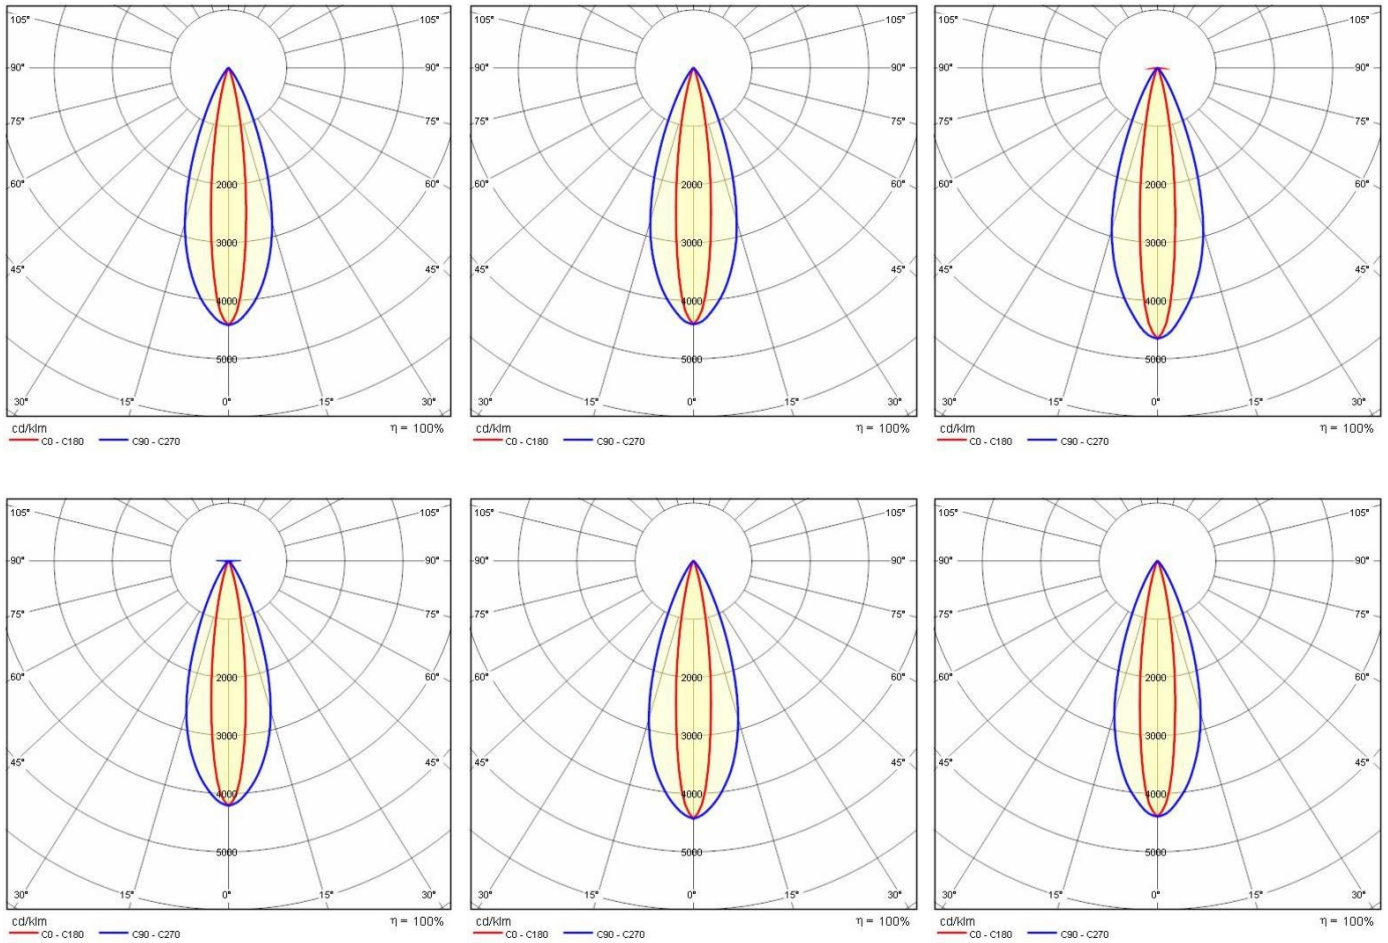 105° 105° 105° 105° 105° 105°
90° 90° 90° 90° 90° 90°
75° 75° 75° 75° 75° 75°
60° 2000 60° 60° 2000 60° 60° 2000 60°
3000 3000 3000
45° 45° 45° 45° 45° 45°
4000 4000 4000
5000 5000 5000
30° 15° 0° 15° 30° 30° 15° 0° 15° 30° 30° 15° 0° 15° 30°
cd/klm η = 100% cd/klm η = 100% cd/klm η = 100%
C0 - C180 C90 - C270 C0 - C180 C90 - C270 C0 - C180 C90 - C270
105° 105° 105° 105° 105° 105°
90° 90° 90° 90° 90° 90°
75° 75° 75° 75° 75° 75°
60° 2000 60° 60° 2000 60° 60° 2000 60°
3000 3000 3000
45° 45° 45° 45° 45° 45°
4000 4000 4000
5000 5000 5000
30° 15° 0° 15° 30° 30° 15° 0° 15° 30° 30° 15° 0° 15° 30°
cd/klm η = 100% cd/klm η = 100% cd/klm η = 100%
C0 - C180 C90 - C270 C0 - C180 C90 - C270 C0 - C180 C90 - C270